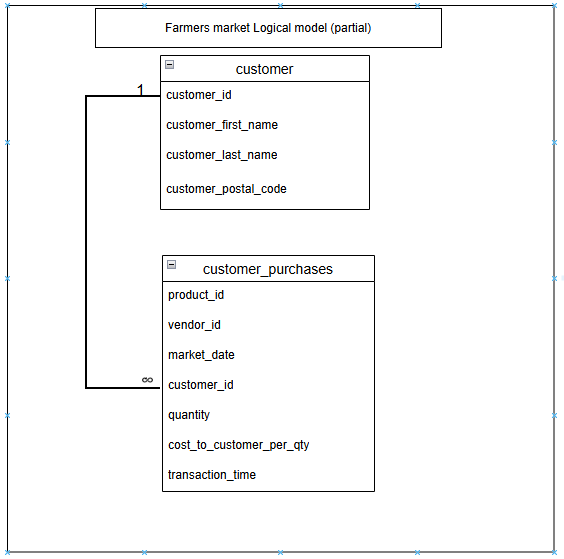 Farmers market Logical model (partial)
customer
1
customer_id
customer_first_name
customer_last_name
customer_postal_code
customer_purchases
product_id
vendor_id
market_date
∞
customer_id
quantity
cost_to_customer_per_qty
transaction_time